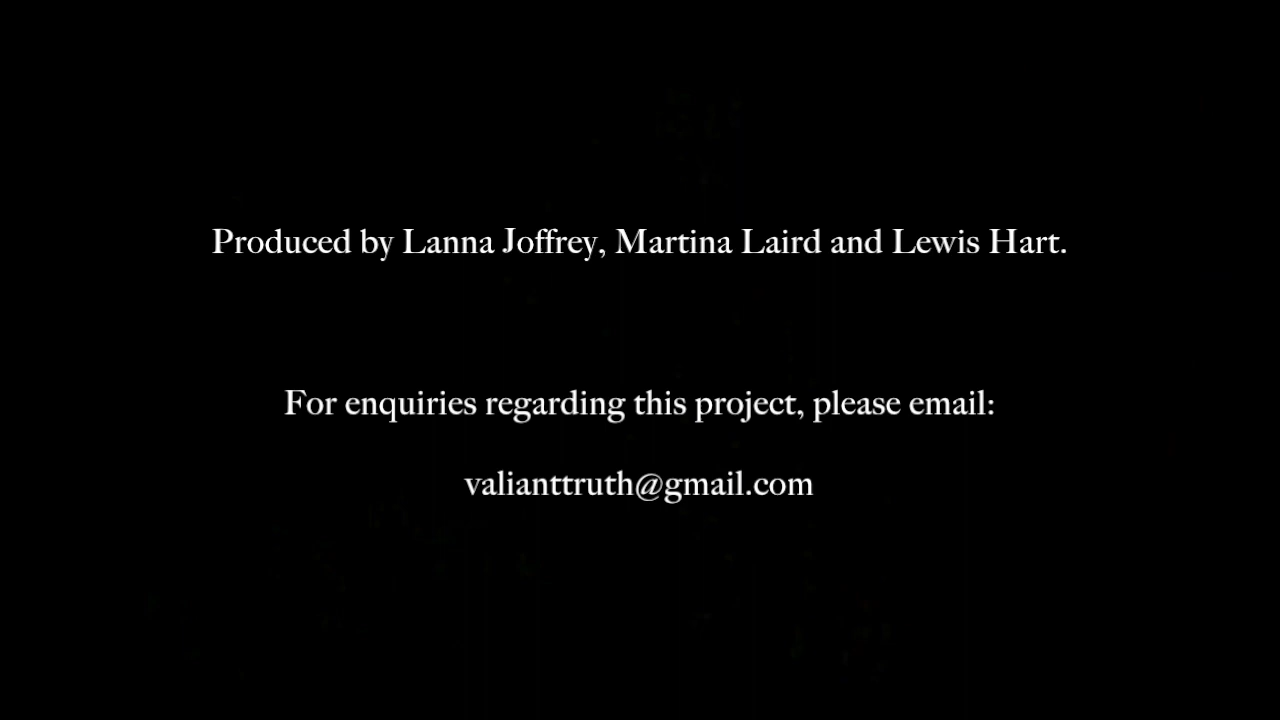 Produced by Lanna Joffrey, Martina Laird and Lewis Hart.
For enquiries regarding this project, please email:
valianttruth@gmail.com